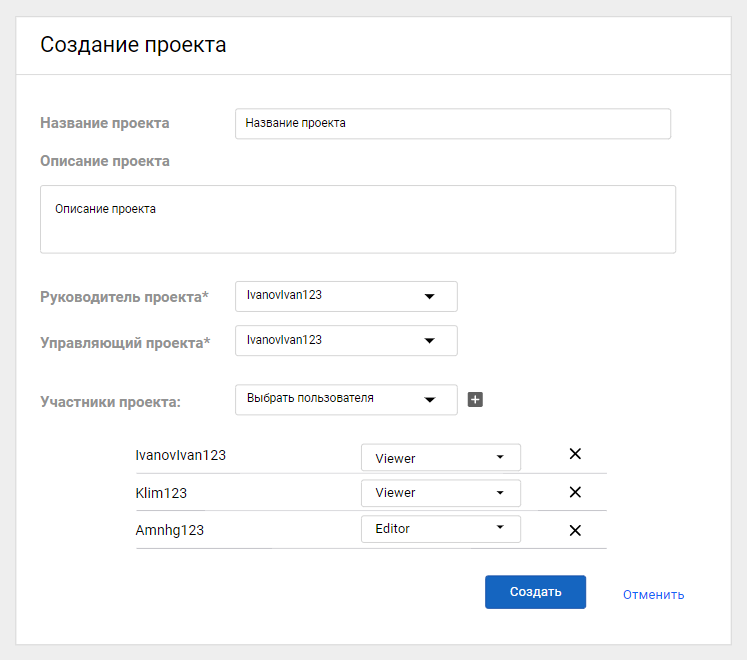 Создание проекта
Название проекта Название проекта
Описание проекта
Описание проекта
Руководитель проекта* IvanovIvan123
Управляющий проекта* IvanovIvan123
Участники проекта: Выбрать пользователя
IvanovIvan123 Viewer
Klim123 Viewer
Amnhg123 Editor
Создать Отменить